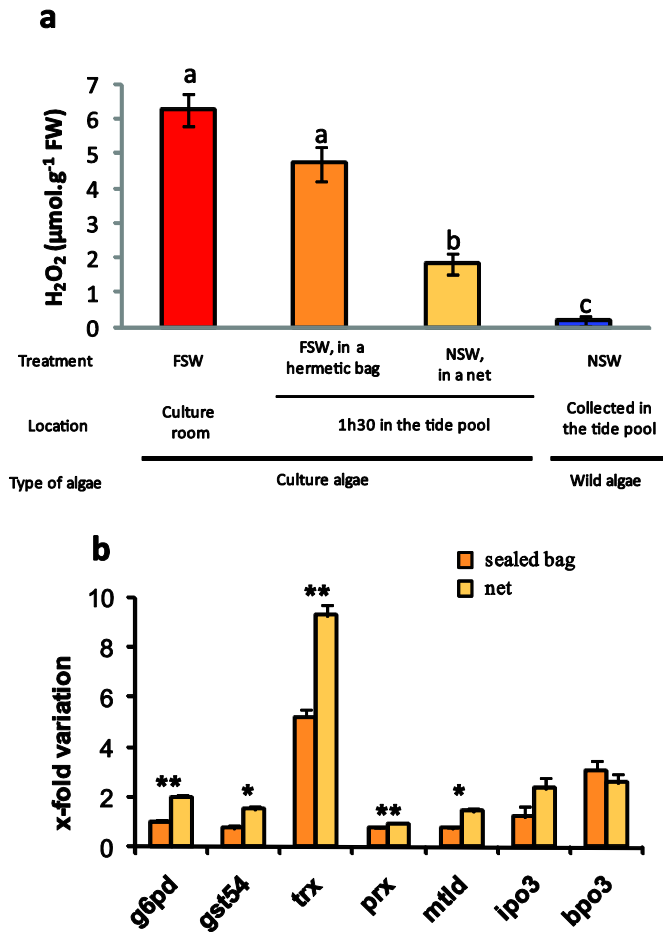 a
H₂O₂ (μmol.g⁻¹ FW)
7
6
5
4
3
2
1
0
a
a
b
c
Treatment
FSW
FSW, in a
hermetic bag
NSW,
in a net
NSW
Location
Culture
room
1h30 in the tide pool
Collected in
the tide pool
Type of algae
Culture algae
Wild algae
b
sealed bag
net
x-fold variation
10
8
6
4
2
0
**
*
**
**
*
g6pd
gst54
trx
prx
mtld
ipo3
bpo3